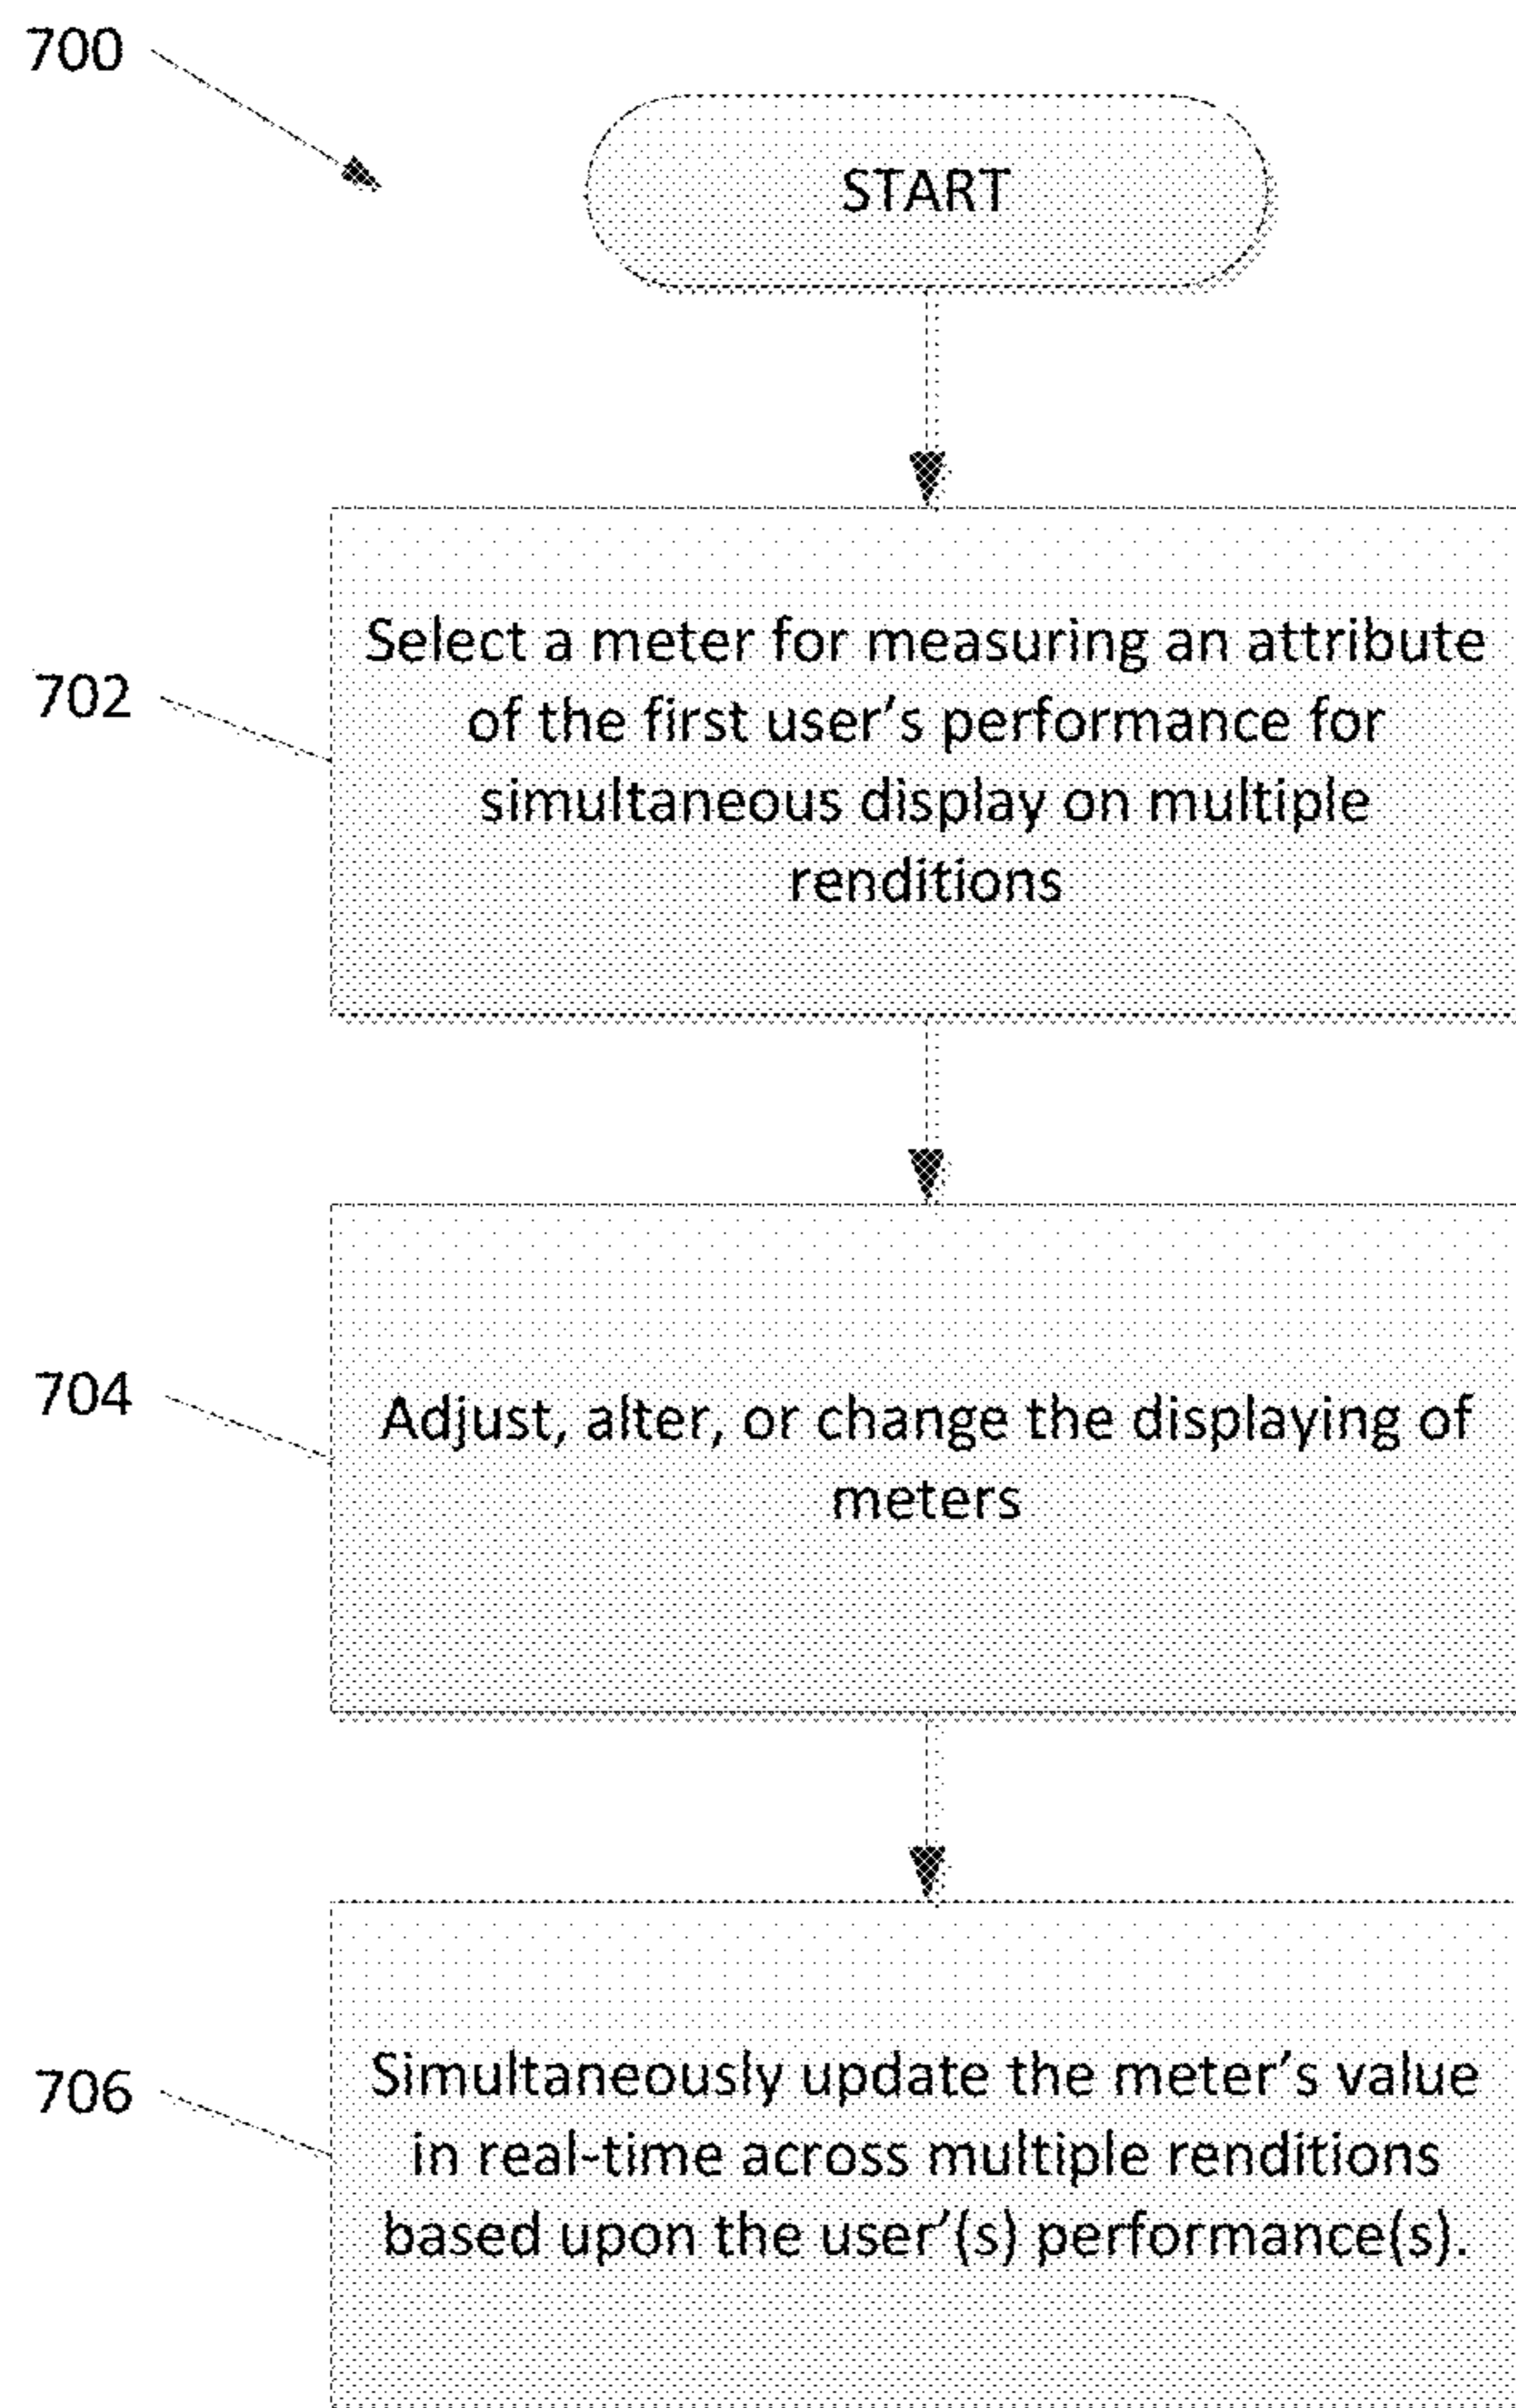 700
START
702
Select a meter for measuring an attribute
of the first user's performance for
simultaneous display on multiple
renditions
704
Adjust, alter, or change the displaying of
meters
706
Simultaneously update the meter's value
in real-time across multiple renditions
based upon the user'(s) performance(s).